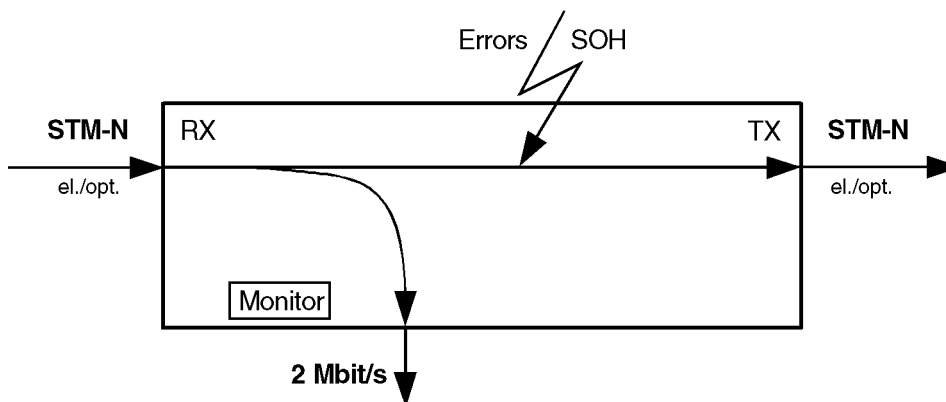 Errors SOH
STM-N RX TX STM-N
el./opt. el./opt.
Monitor
2 Mbit/s